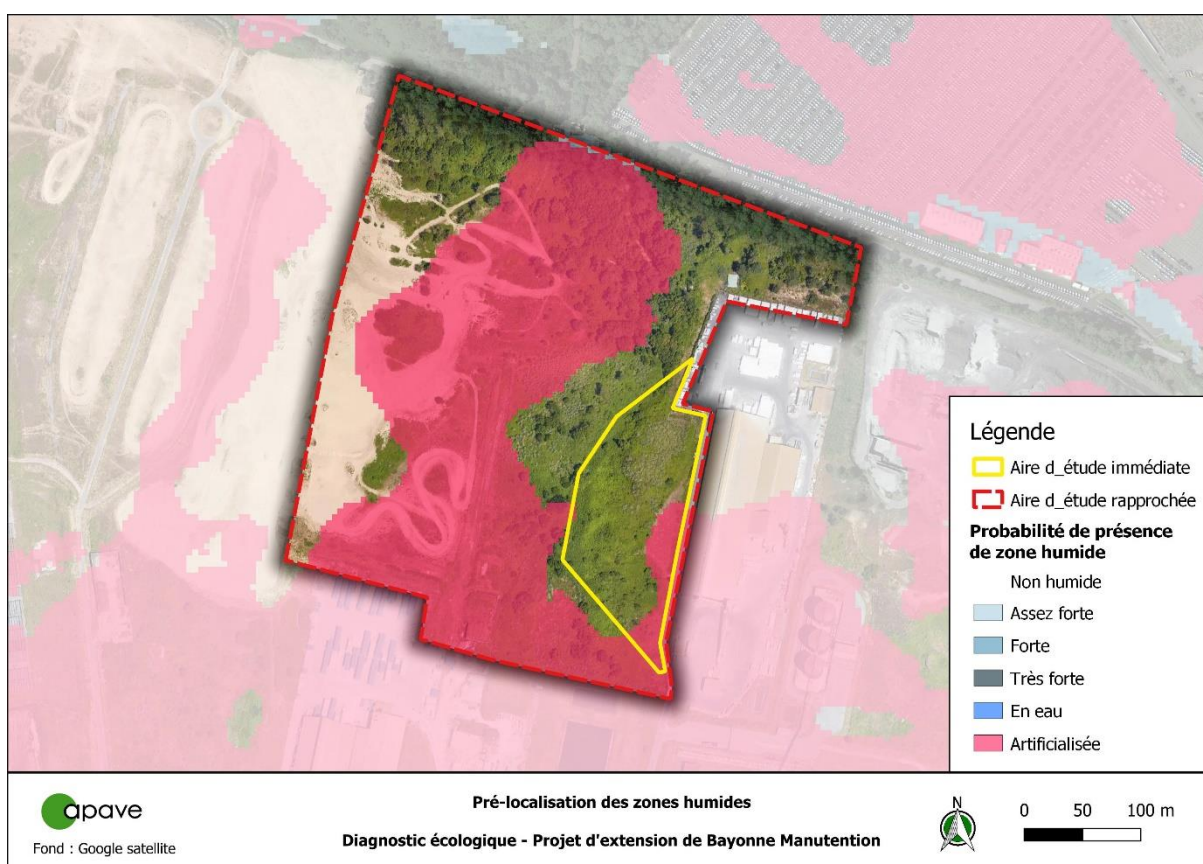 Légende
Aire d_étude immédiate
Aire d_étude rapprochée
Probabilité de présence
de zone humide
Non humide
Assez forte
Forte
Très forte
En eau
Artificialisée
apave
Fond : Google satellite
Pré-localisation des zones humides
Diagnostic écologique - Projet d'extension de Bayonne Manutention
N
0 50 100 m